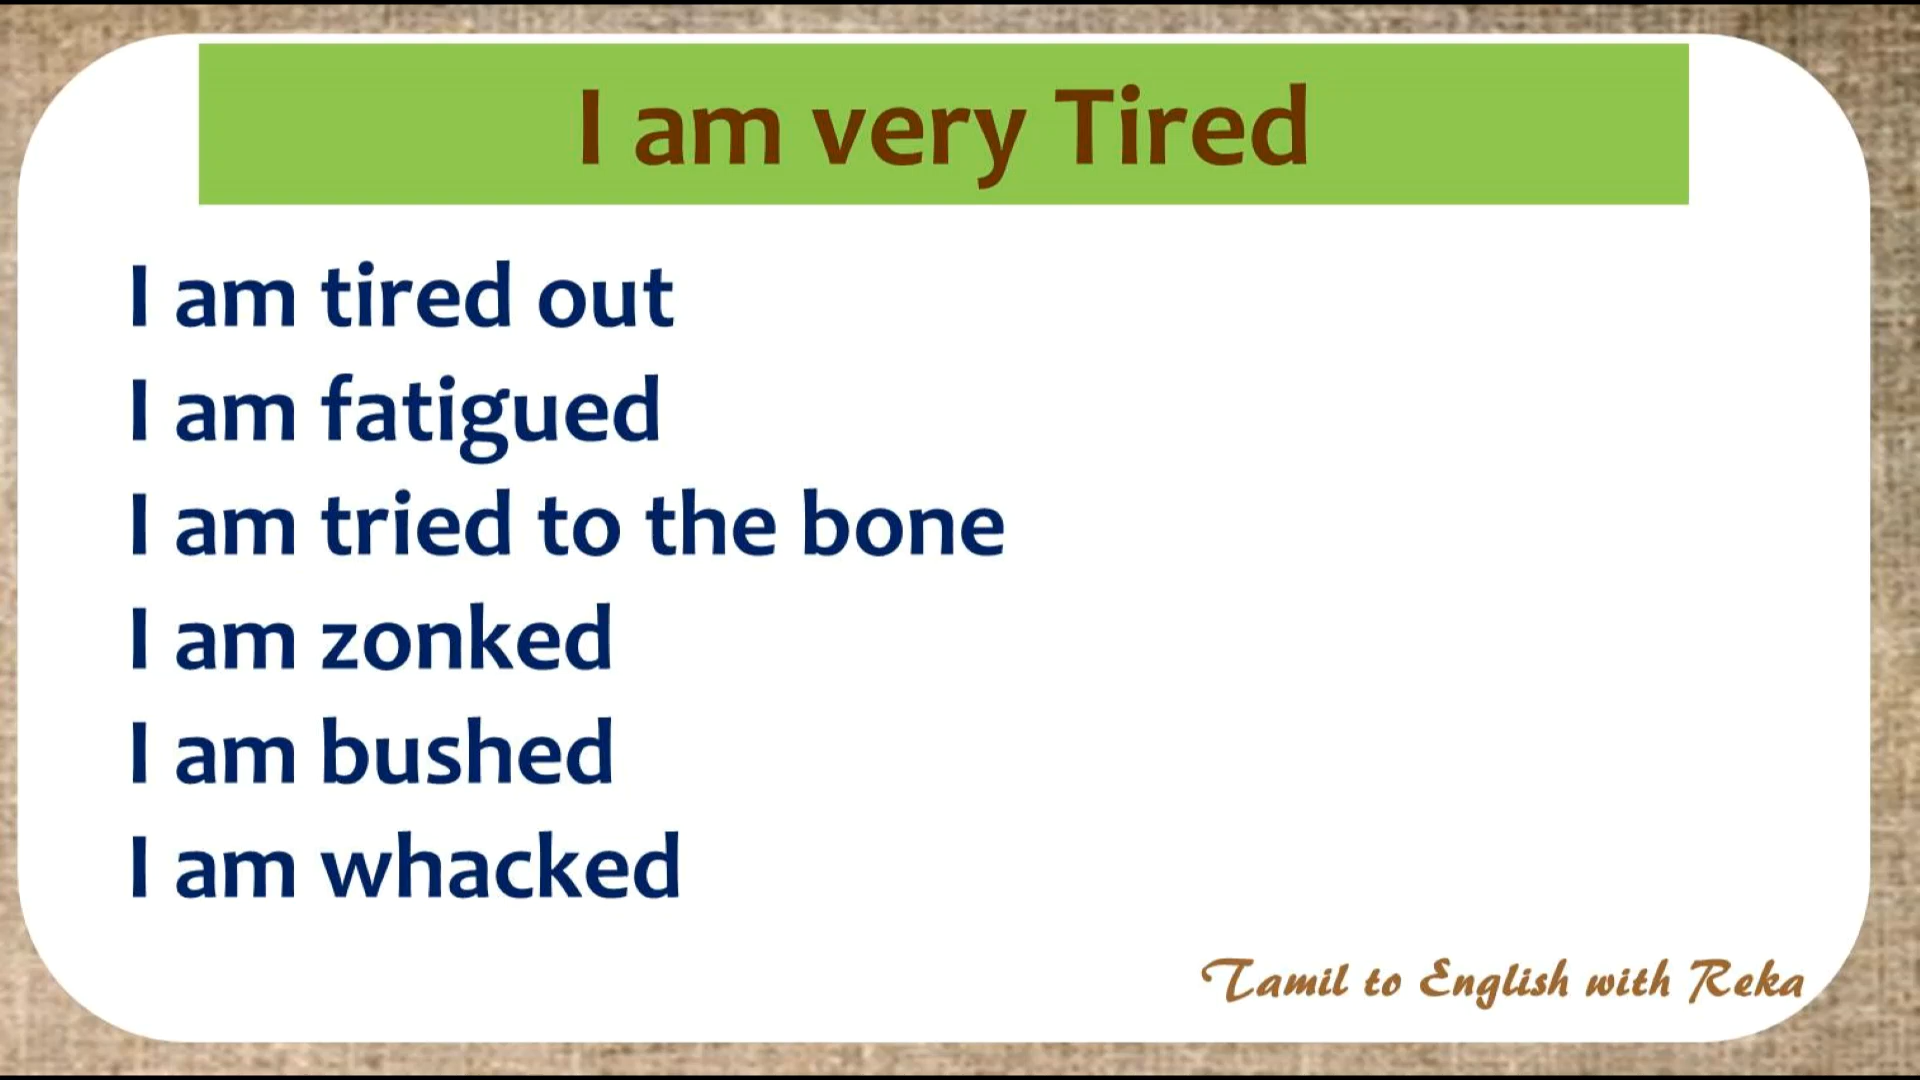 I am very Tired
I am tired out
I am fatigued
I am tried to the bone
I am zonked
I am bushed
I am whacked
Tamil to English with Reka